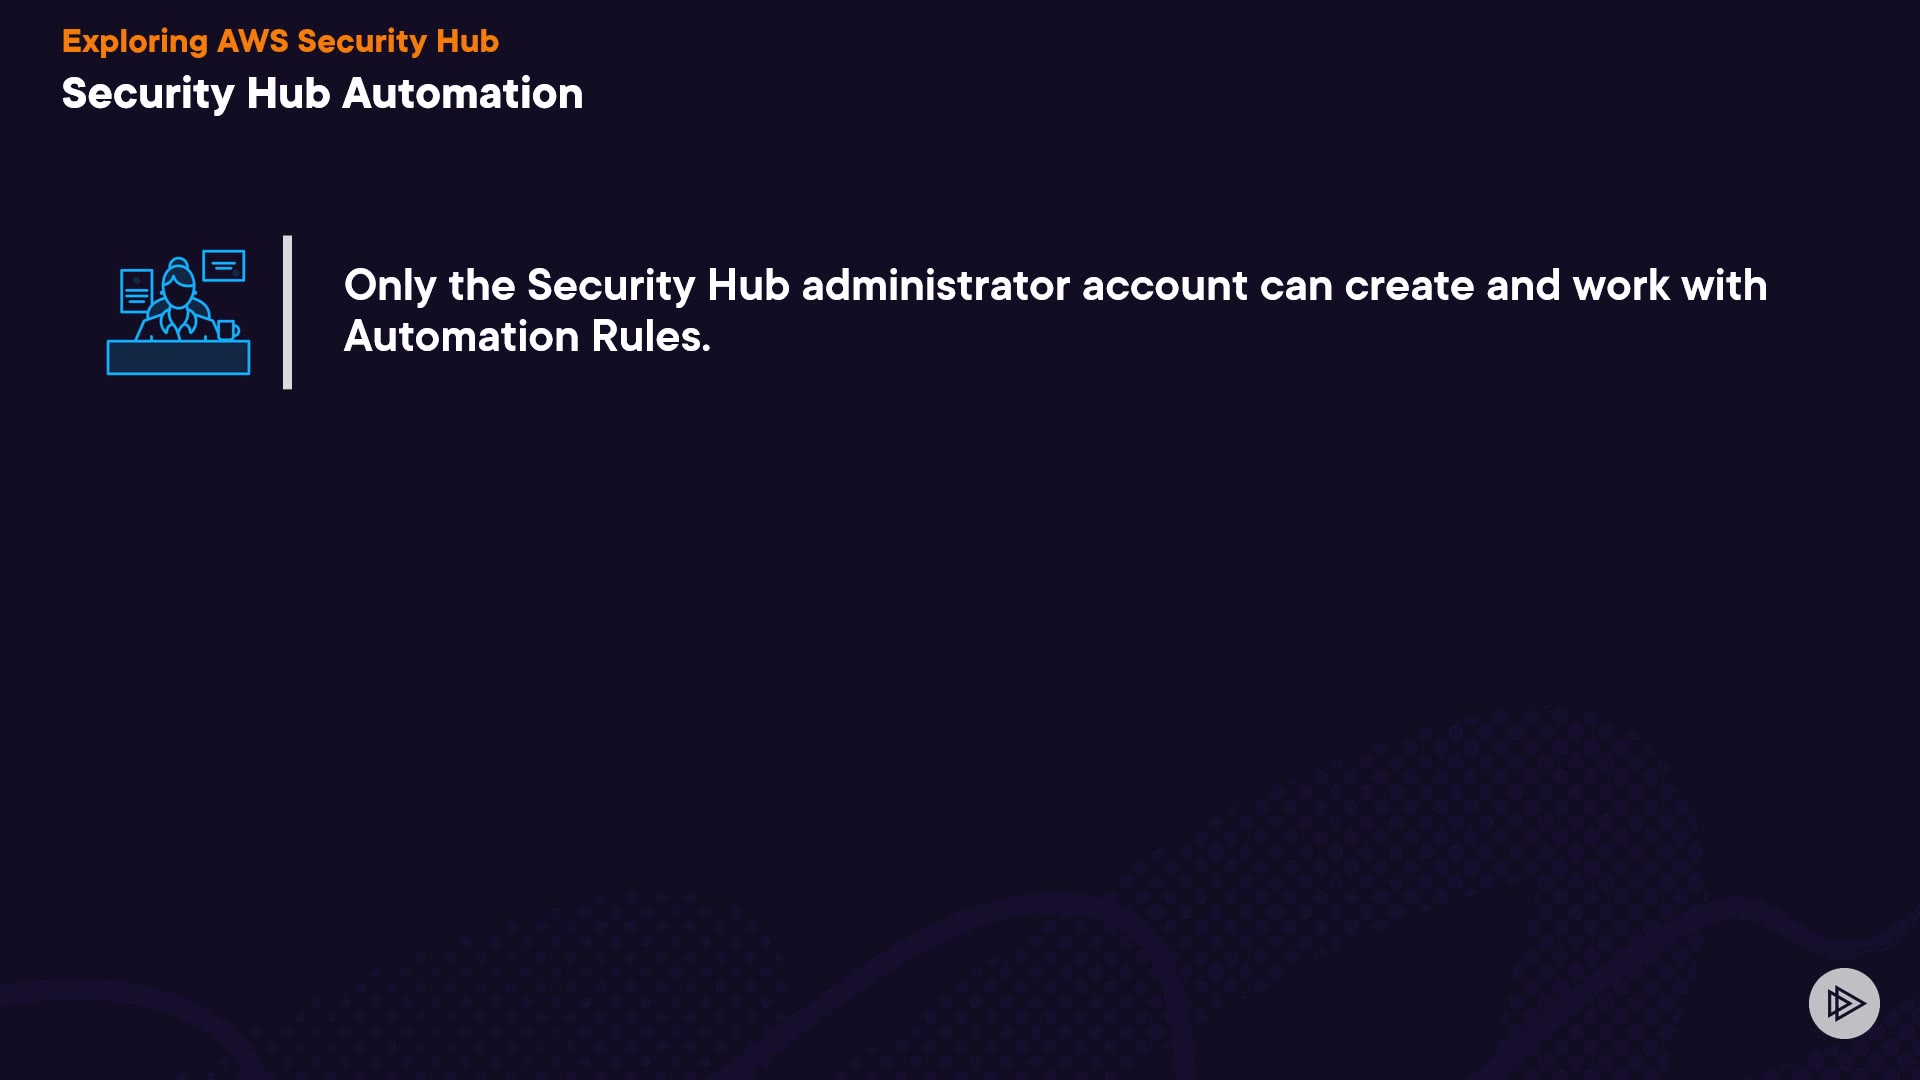 Exploring AWS Security Hub
Security Hub Automation
Only the Security Hub administrator account can create and work with
Automation Rules.